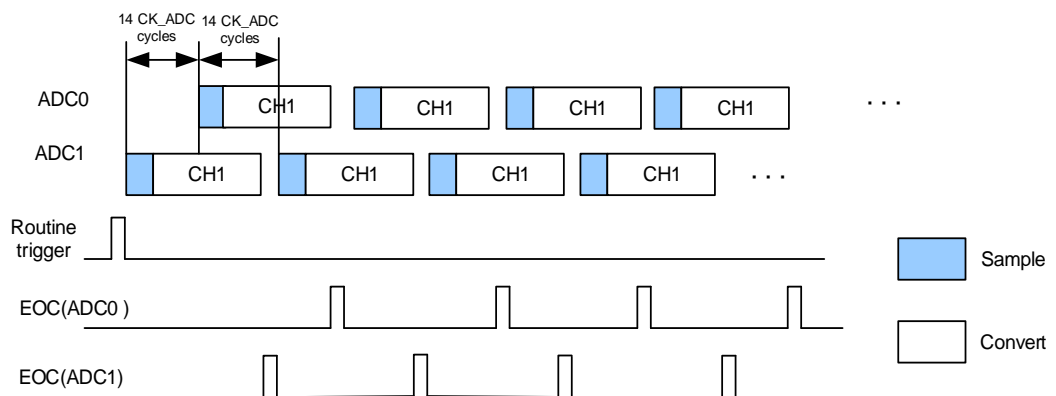 14 CK_ADC
cycles
14 CK_ADC
cycles
ADC0
CH1
CH1
CH1
CH1
. . .
ADC1
CH1
CH1
CH1
CH1
. . .
Routine
trigger
Sample
EOC(ADC0 )
Convert
EOC(ADC1)